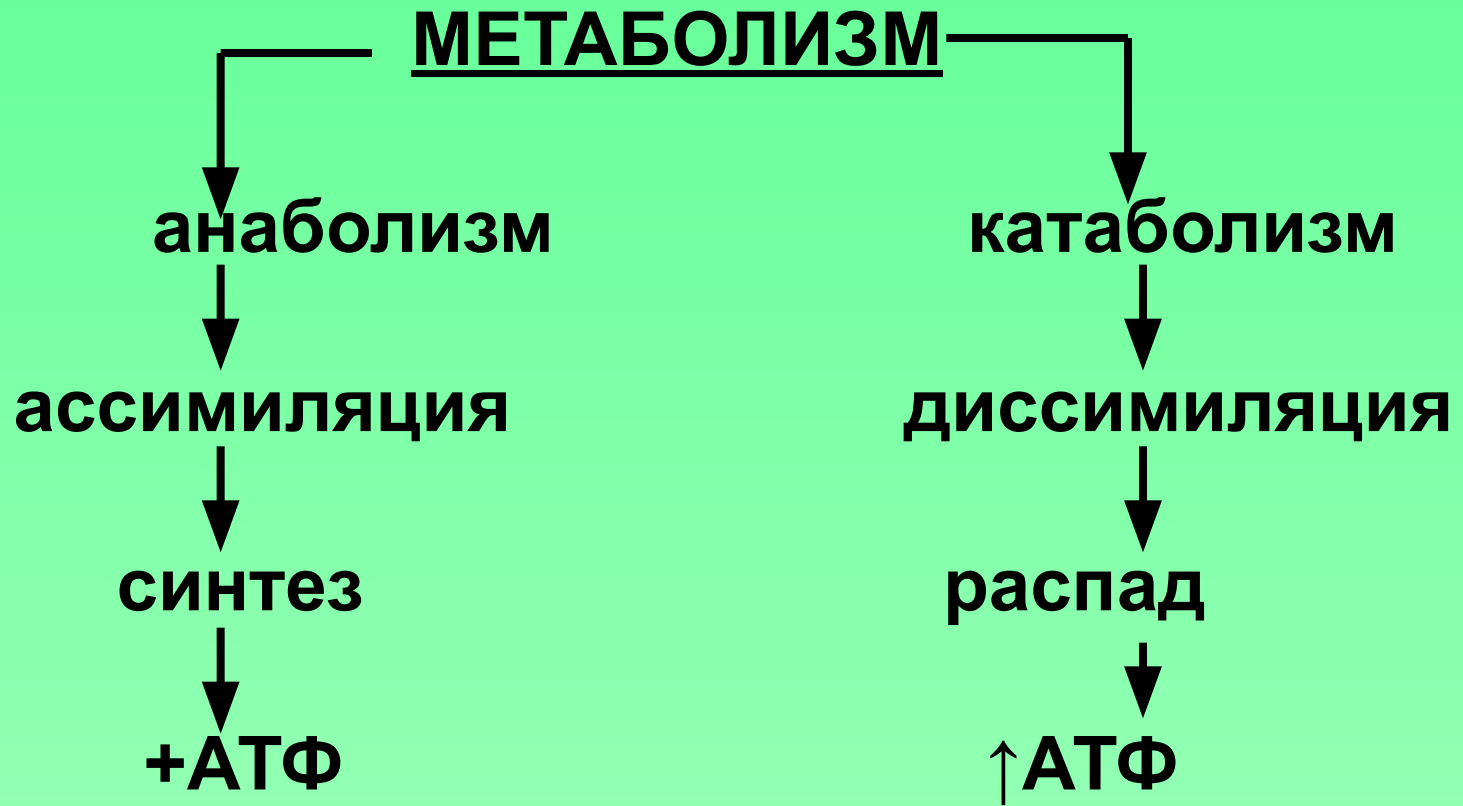 МЕТАБОЛИЗМ
анаболизм
катаболизм
ассимиляция
диссимиляция
синтез
распад
+АТФ
↑АТФ